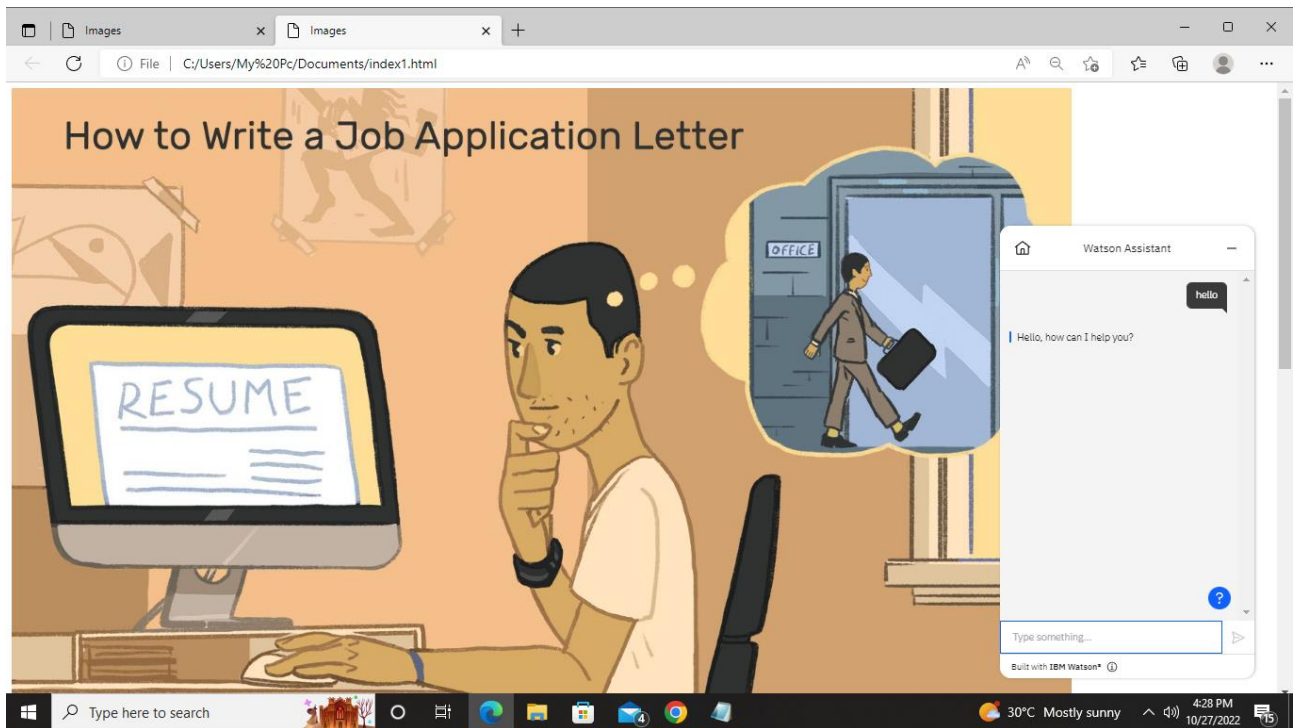 Images
Images
File | C:/Users/My%20Pc/Documents/index1.html
How to Write a Job Application Letter
OFFICE
RESUME
Watson Assistant
hello
Hello, how can I help you?
?
Type something...
Built with IBM Watson®
Type here to search
4
30°C Mostly sunny
4:28 PM
10/27/2022
15